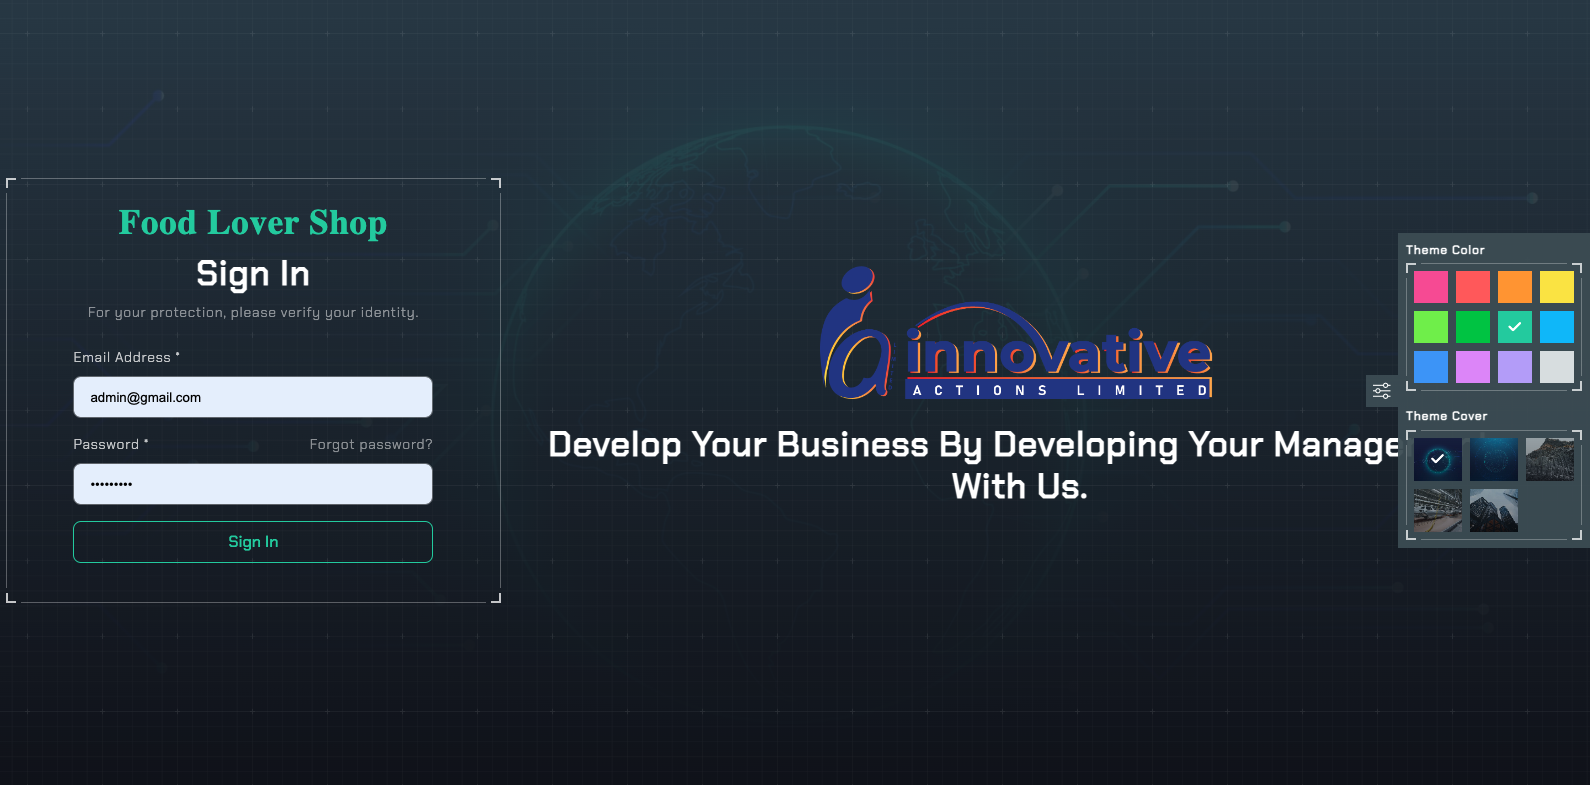 Food Lover Shop
Sign In
For your protection, please verify your identity.
Email Address *
admin@gmail.com
Password *
Forgot password?
•••••••••
Sign In
innovative
ACTIONS LIMITED
Develop Your Business By Developing Your
With Us.
Theme Color
Theme Cover